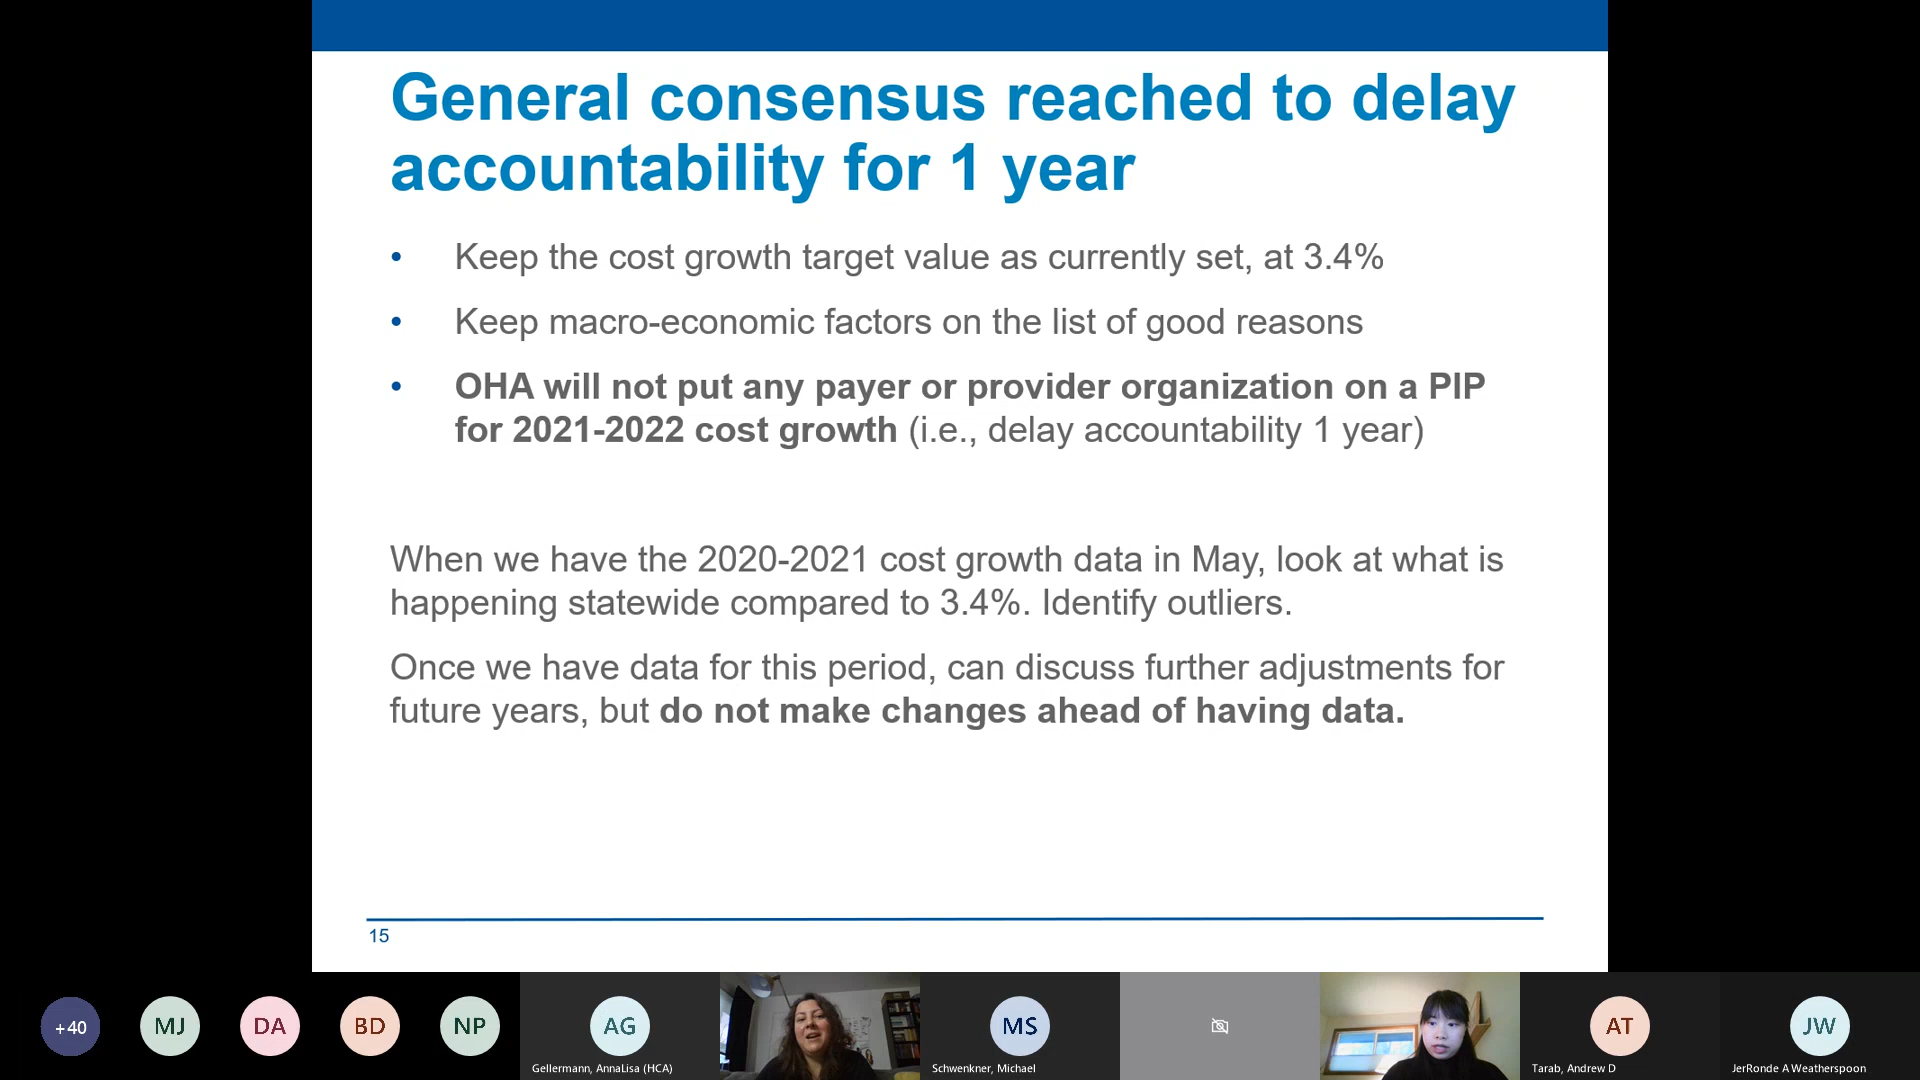 General consensus reached to delay
accountability for 1 year
• Keep the cost growth target value as currently set, at 3.4%
• Keep macro-economic factors on the list of good reasons
• OHA will not put any payer or provider organization on a PIP
for 2021-2022 cost growth (i.e., delay accountability 1 year)
When we have the 2020-2021 cost growth data in May, look at what is
happening statewide compared to 3.4%. Identify outliers.
Once we have data for this period, can discuss further adjustments for
future years, but do not make changes ahead of having data.
15
+40 MJ DA BD NP AG MS AT JW
Gellermann, AnnaLisa (HCA) Schwenkner, Michael Tarab, Andrew D JerRonde A Weatherspoon